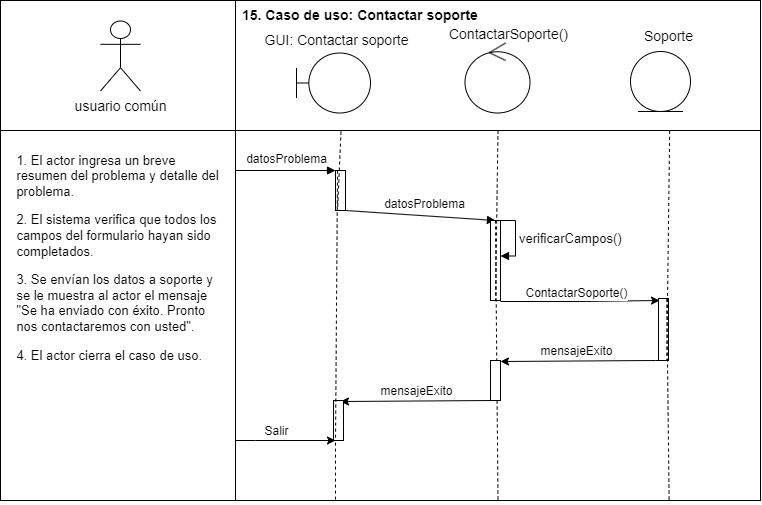 15. Caso de uso: Contactar soporte
GUI: Contactar soporte
ContactarSoporte()
Soporte
usuario común
1. El actor ingresa un breve
resumen del problema y detalle del
problema.
2. El sistema verifica que todos los
campos del formulario hayan sido
completados.
3. Se envían los datos a soporte y
se le muestra al actor el mensaje
"Se ha enviado con éxito. Pronto
nos contactaremos con usted".
4. El actor cierra el caso de uso.
datosProblema
datosProblema
verificarCampos()
ContactarSoporte()
mensajeExito
mensajeExito
Salir